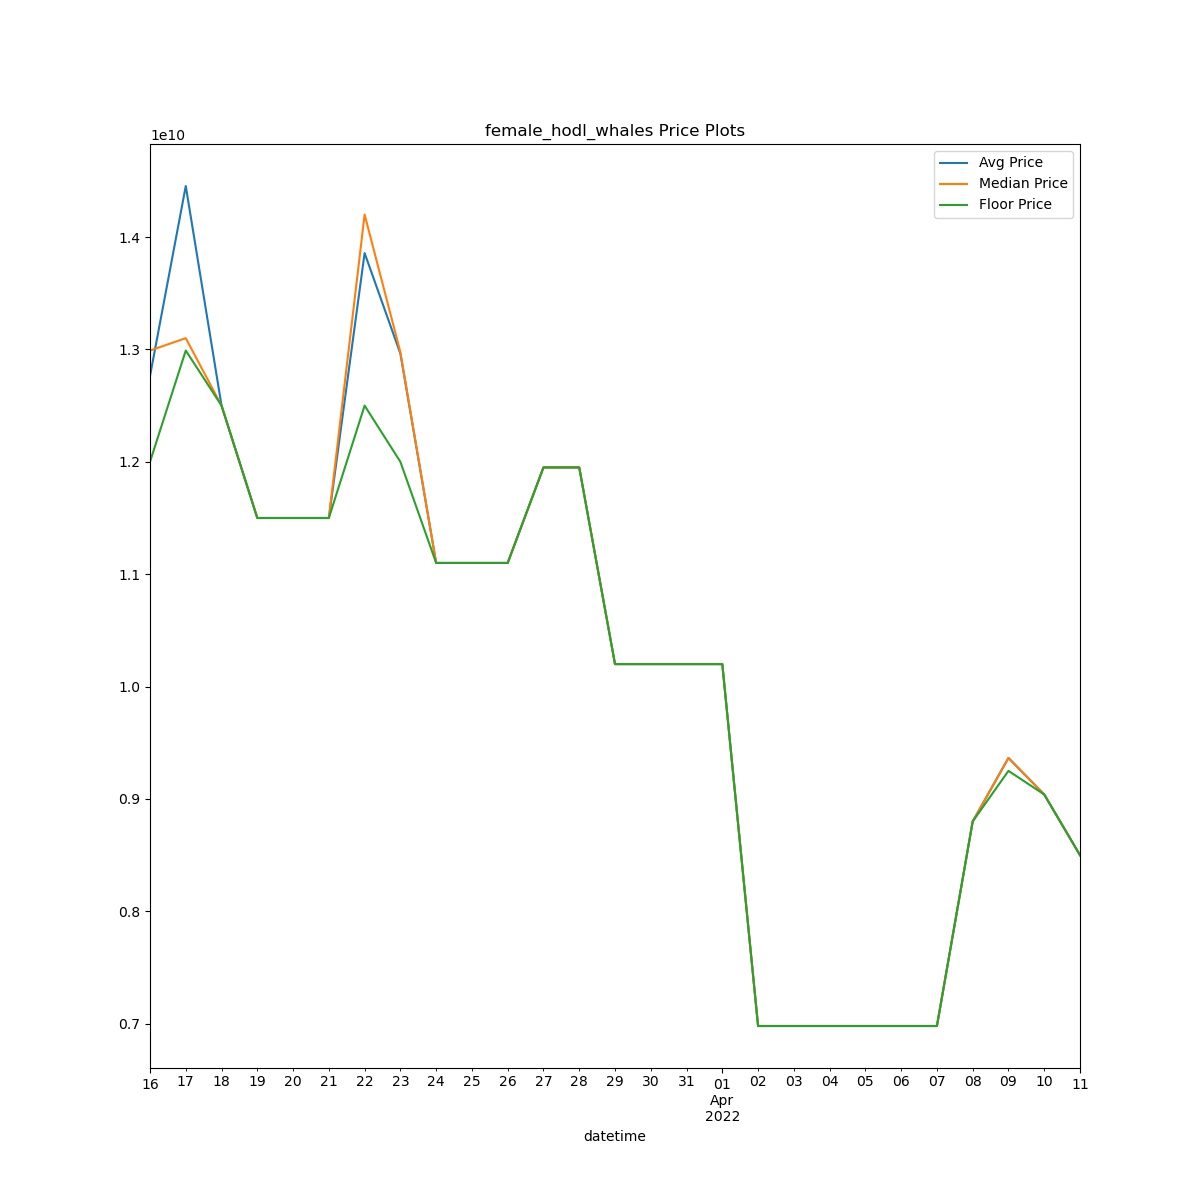 female_hodl_whales Price Plots
1e10
Avg Price
Median Price
Floor Price
1.4
1.3
1.2
1.1
1.0
0.9
0.8
0.7
16 17 18 19 20 21 22 23 24 25 26 27 28 29 30 31 01 02 03 04 05 06 07 08 09 10 11
Apr
2022
datetime